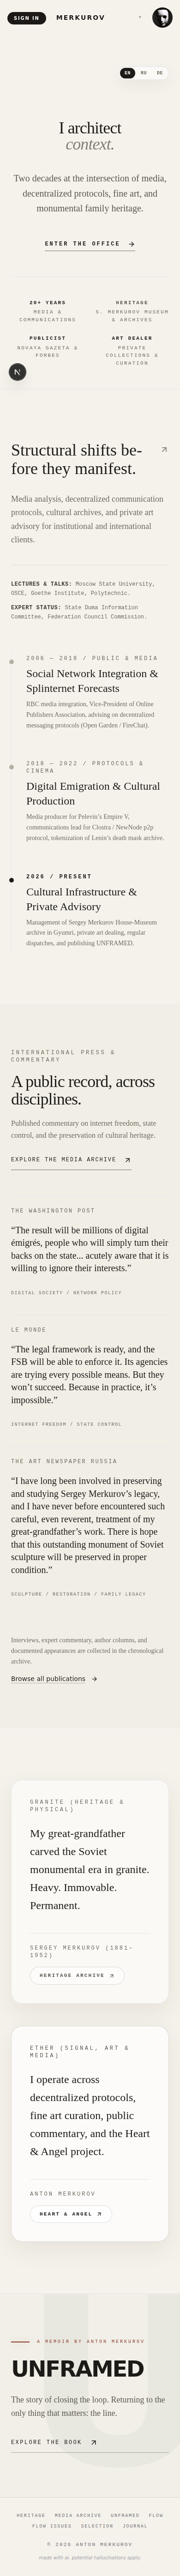 SIGN IN
MERKUROV
EN RU DE
I architect
context.
Two decades at the intersection of media,
decentralized protocols, fine art, and
monumental family heritage.
ENTER THE OFFICE →
20+ YEARS
MEDIA &
COMMUNICATIONS
HERITAGE
S. MERKUROV MUSEUM
& ARCHIVES
PUBLICIST
NOVAYA GAZETA &
FORBES
ART DEALER
PRIVATE
COLLECTIONS &
CURATION
N
Structural shifts be-
fore they manifest.
Media analysis, decentralized communication
protocols, cultural archives, and private art
advisory for institutional and international
clients.
LECTURES & TALKS: Moscow State University,
OSCE, Goethe Institute, Polytechnic.
EXPERT STATUS: State Duma Information
Committee, Federation Council Commission.
2006 — 2018 / PUBLIC & MEDIA
Social Network Integration &
Splinternet Forecasts
RBC media integration, Vice-President of Online
Publishers Association, advising on decentralized
messaging protocols (Open Garden / FireChat).
2018 — 2022 / PROTOCOLS &
CINEMA
Digital Emigration & Cultural
Production
Media producer for Pelevin's Empire V,
communications lead for Clostra / NewNode p2p
protocol, tokenization of Lenin's death mask archive.
2026 / PRESENT
Cultural Infrastructure &
Private Advisory
Management of Sergey Merkurov House-Museum
archive in Gyumri, private art dealing, regular
dispatches, and publishing UNFRAMED.
INTERNATIONAL PRESS &
COMMENTARY
A public record, across
disciplines.
Published commentary on internet freedom, state
control, and the preservation of cultural heritage.
EXPLORE THE MEDIA ARCHIVE ↗
THE WASHINGTON POST
“The result will be millions of digital
émigrés, people who will simply turn their
backs on the state... acutely aware that it is
willing to ignore their interests.”
DIGITAL SOCIETY / NETWORK POLICY
LE MONDE
“The legal framework is ready, and the
FSB will be able to enforce it. Its agencies
are trying every possible means. But they
won’t succeed. Because in practice, it’s
impossible.”
INTERNET FREEDOM / STATE CONTROL
THE ART NEWSPAPER RUSSIA
“I have long been involved in preserving
and studying Sergey Merkurov’s legacy,
and I have never before encountered such
careful, even reverent, treatment of my
great-grandfather’s work. There is hope
that this outstanding monument of Soviet
sculpture will be preserved in proper
condition.”
SCULPTURE / RESTORATION / FAMILY LEGACY
Interviews, expert commentary, author columns, and
documented appearances are collected in the chronological
archive.
Browse all publications →
GRANITE (HERITAGE &
PHYSICAL)
My great-grandfather
carved the Soviet
monumental era in granite.
Heavy. Immovable.
Permanent.
SERGEY MERKUROV (1881–
1952)
HERITAGE ARCHIVE ↗
ETHER (SIGNAL, ART &
MEDIA)
I operate across
decentralized protocols,
fine art curation, public
commentary, and the Heart
& Angel project.
ANTON MERKUROV
HEART & ANGEL ↗
A MEMOIR BY ANTON MERKUROV
UNFRAMED
The story of closing the loop. Returning to the
only thing that matters: the line.
EXPLORE THE BOOK ↗
HERITAGE MEDIA ARCHIVE UNFRAMED FLOW
FLOW ISSUES SELECTION JOURNAL
© 2026 ANTON MERKUROV
made with ai. potential hallucinations apply.